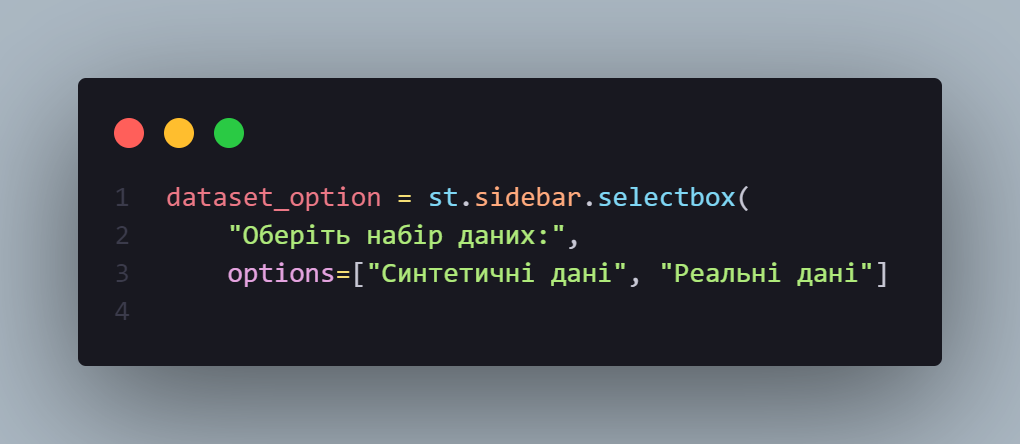 1 dataset_option = st.sidebar.selectbox(
2     "Оберіть набір даних:",
3     options=["Синтетичні дані", "Реальні дані"]
4